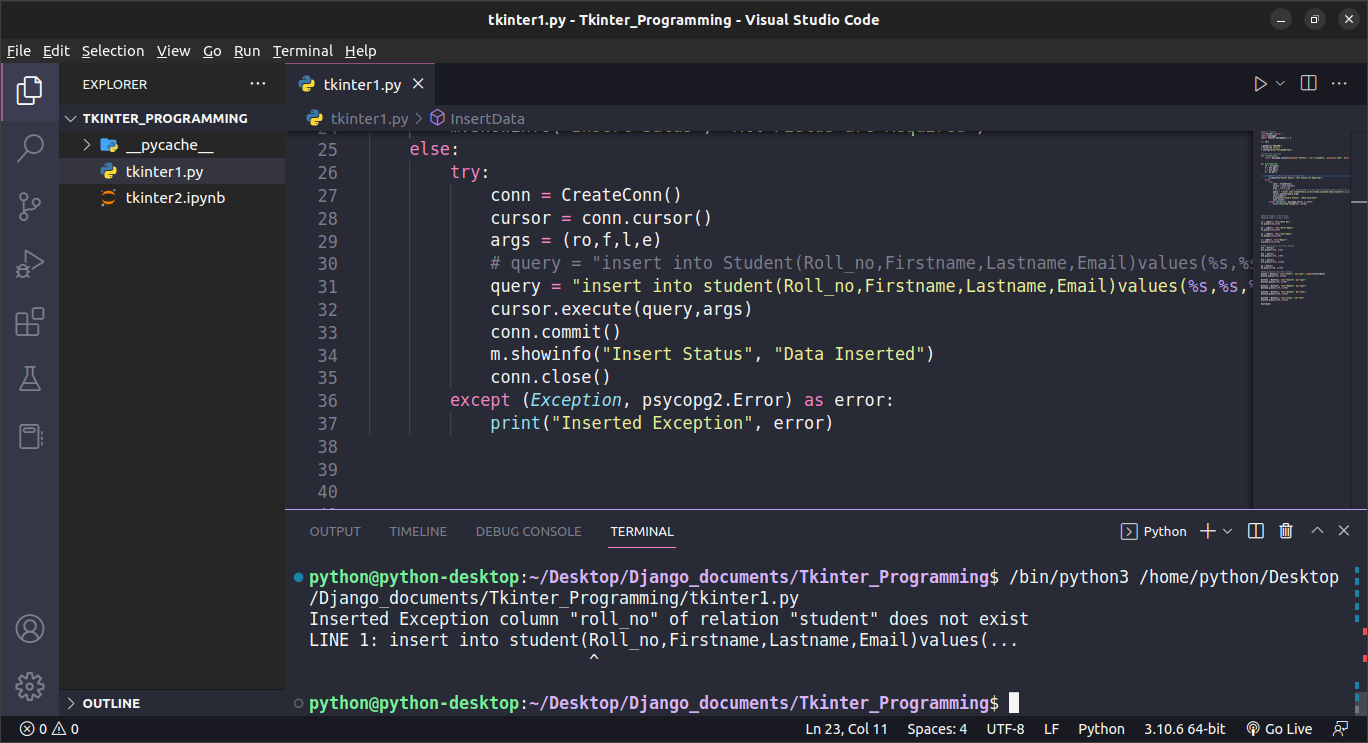 tkinter1.py - Tkinter_Programming - Visual Studio Code
File Edit Selection View Go Run Terminal Help
EXPLORER
tkinter1.py
TKINTER_PROGRAMMING
tkinter1.py > InsertData
__pycache__
tkinter1.py
tkinter2.ipynb
25 else:
26 try:
27 conn = CreateConn()
28 cursor = conn.cursor()
29 args = (ro,f,l,e)
30 # query = "insert into Student(Roll_no,Firstname,Lastname,Email)values(%s,%s
31 query = "insert into student(Roll_no,Firstname,Lastname,Email)values(%s,%s,%
32 cursor.execute(query,args)
33 conn.commit()
34 m.showinfo("Insert Status", "Data Inserted")
35 conn.close()
36 except (Exception, psycopg2.Error) as error:
37 print("Inserted Exception", error)
38
39
40
OUTPUT TIMELINE DEBUG CONSOLE TERMINAL
Python
python@python-desktop:~/Desktop/Django_documents/Tkinter_Programming$ /bin/python3 /home/python/Desktop
/Django_documents/Tkinter_Programming/tkinter1.py
Inserted Exception column "roll_no" of relation "student" does not exist
LINE 1: insert into student(Roll_no,Firstname,Lastname,Email)values(...
^
python@python-desktop:~/Desktop/Django_documents/Tkinter_Programming$
OUTLINE
0 0
Ln 23, Col 11 Spaces: 4 UTF-8 LF Python 3.10.6 64-bit Go Live